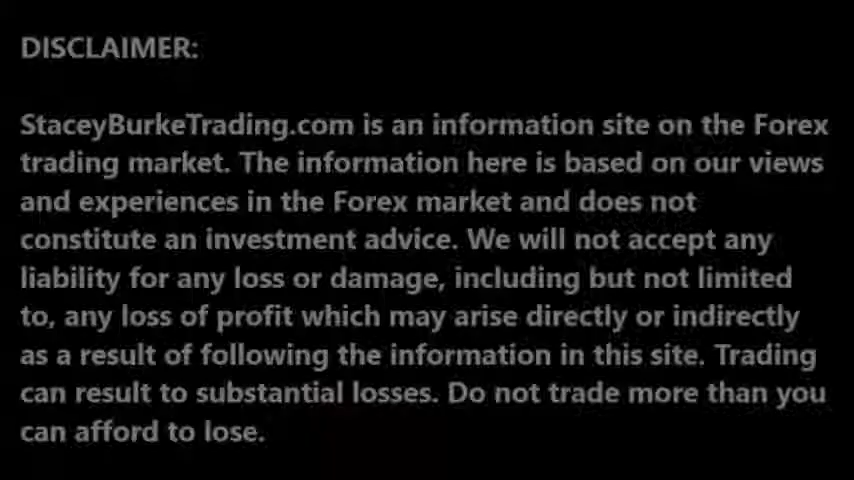 DISCLAIMER:
StaceyBurkeTrading.com is an information site on the Forex
trading market. The information here is based on our views
and experiences in the Forex market and does not
constitute an investment advice. We will not accept any
liability for any loss or damage, including but not limited
to, any loss of profit which may arise directly or indirectly
as a result of following the information in this site. Trading
can result to substantial losses. Do not trade more than you
can afford to lose.